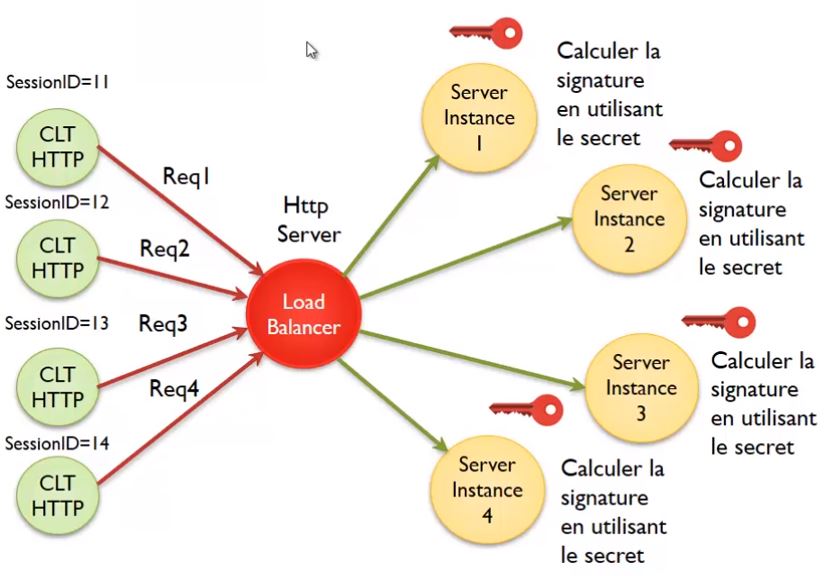 SessionID=11
CLT
HTTP
Req1
SessionID=12
CLT
HTTP
Req2
SessionID=13
CLT
HTTP
Req3
SessionID=14
CLT
HTTP
Req4
Http
Server
Load
Balancer
Server
Instance
1
Calculer la
signature
en utilisant
le secret
Server
Instance
2
Calculer la
signature
en utilisant
le secret
Server
Instance
3
Calculer la
signature
en utilisant
le secret
Server
Instance
4
Calculer la
signature
en utilisant
le secret